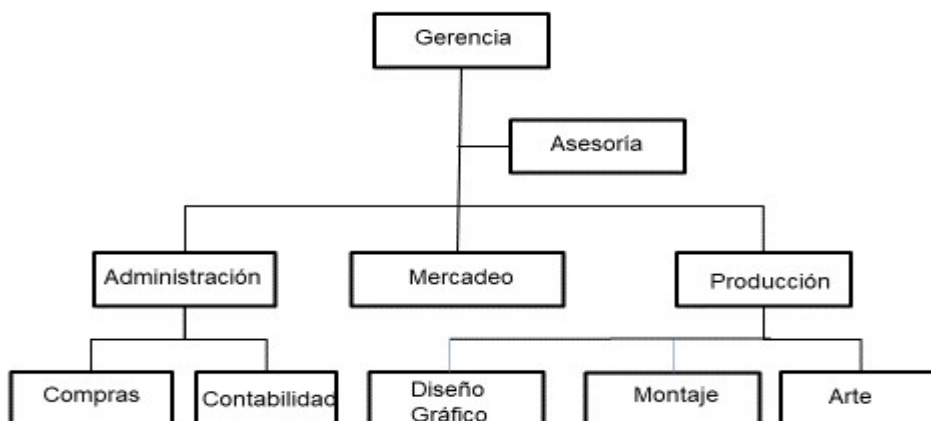 Gerencia
Asesoría
Administración
Mercadeo
Producción
Compras
Contabilidad
Diseño
Gráfico
Montaje
Arte